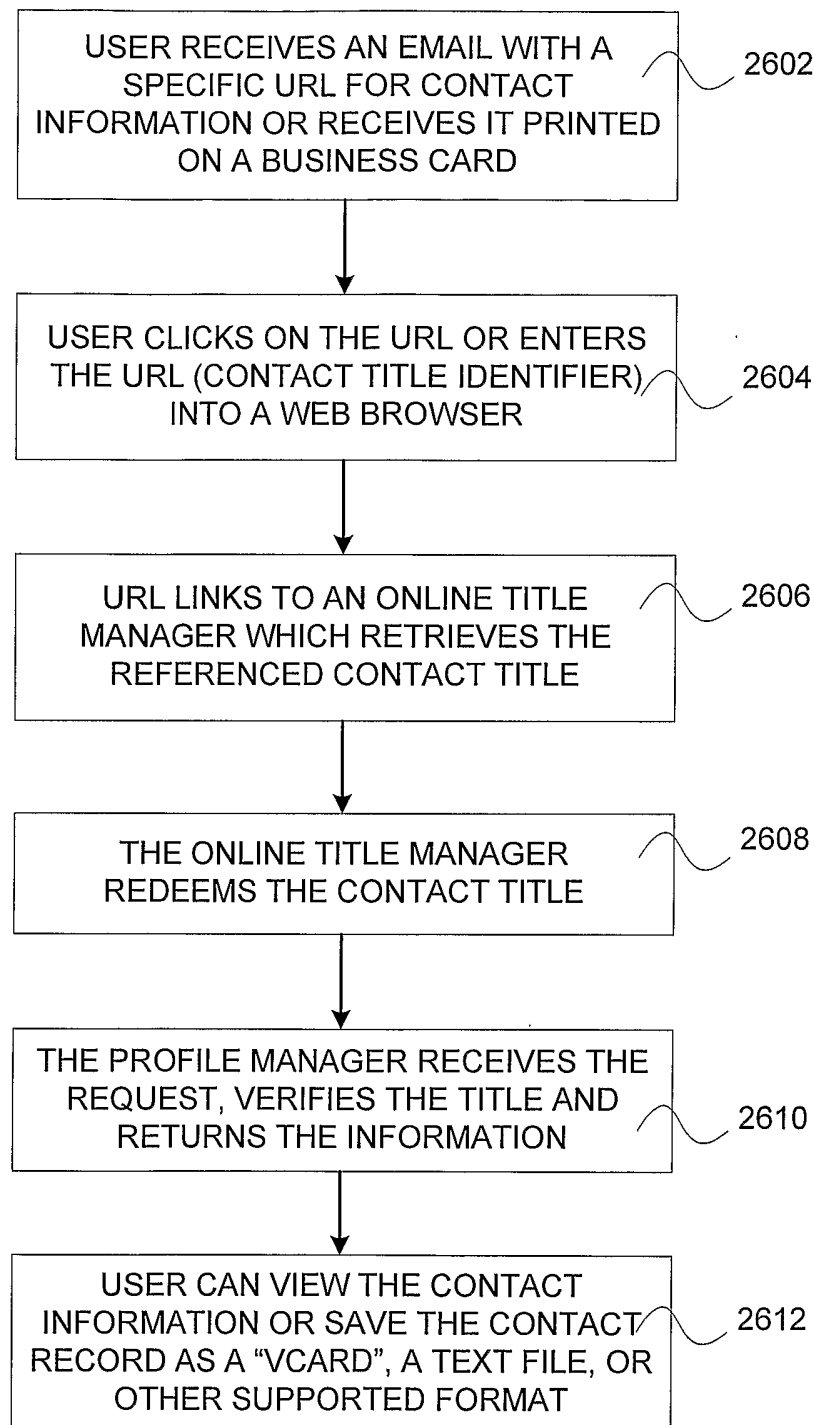 USER RECEIVES AN EMAIL WITH A
SPECIFIC URL FOR CONTACT
INFORMATION OR RECEIVES IT PRINTED
ON A BUSINESS CARD
2602
USER CLICKS ON THE URL OR ENTERS
THE URL (CONTACT TITLE IDENTIFIER)
INTO A WEB BROWSER
2604
URL LINKS TO AN ONLINE TITLE
MANAGER WHICH RETRIEVES THE
REFERENCED CONTACT TITLE
2606
THE ONLINE TITLE MANAGER
REDEEMS THE CONTACT TITLE
2608
THE PROFILE MANAGER RECEIVES THE
REQUEST, VERIFIES THE TITLE AND
RETURNS THE INFORMATION
2610
USER CAN VIEW THE CONTACT
INFORMATION OR SAVE THE CONTACT
RECORD AS A “VCARD”, A TEXT FILE, OR
OTHER SUPPORTED FORMAT
2612